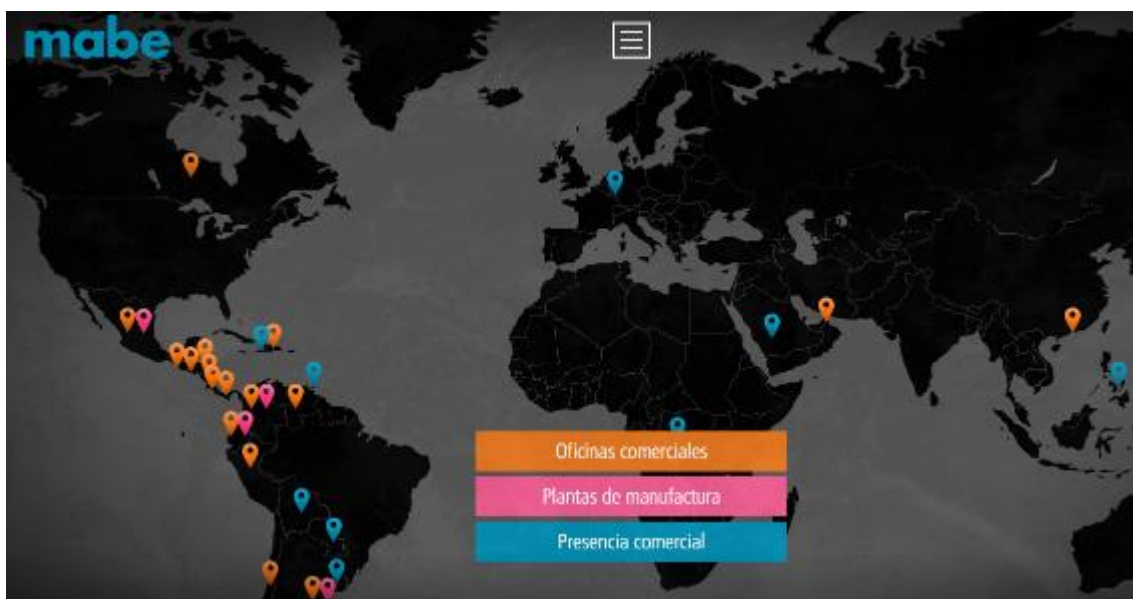 mabe
Oficinas comerciales
Plantas de manufactura
Presencia comercial